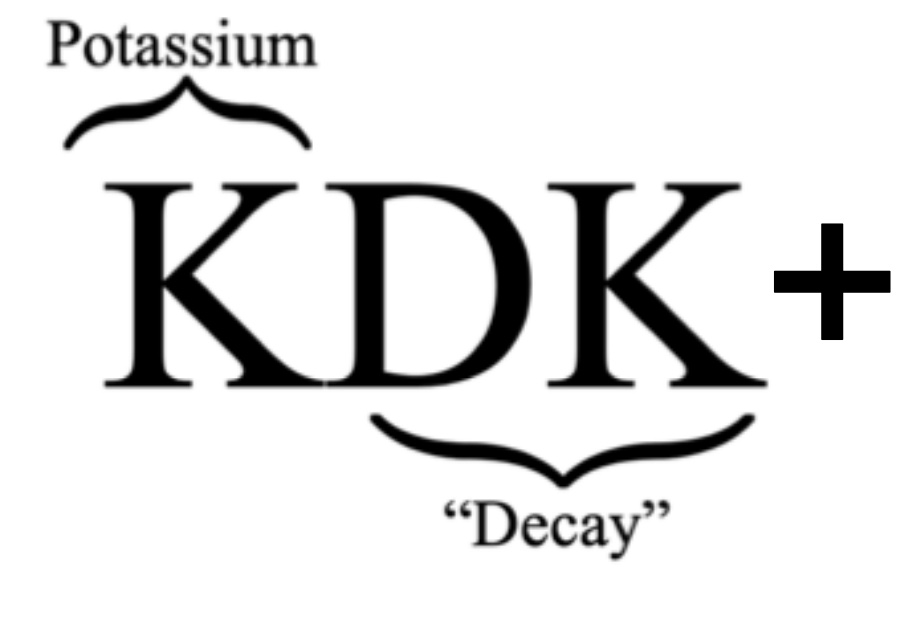 Potassium
KDK+
“Decay”